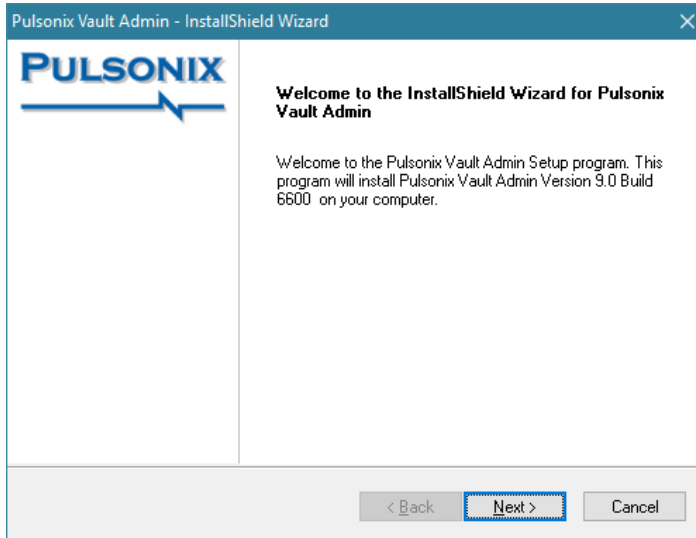 Pulsonix Vault Admin - InstallShield Wizard
PULSONIX
Welcome to the InstallShield Wizard for Pulsonix
Vault Admin
Welcome to the Pulsonix Vault Admin Setup program. This
program will install Pulsonix Vault Admin Version 9.0 Build
6600  on your computer.
< Back Next > Cancel